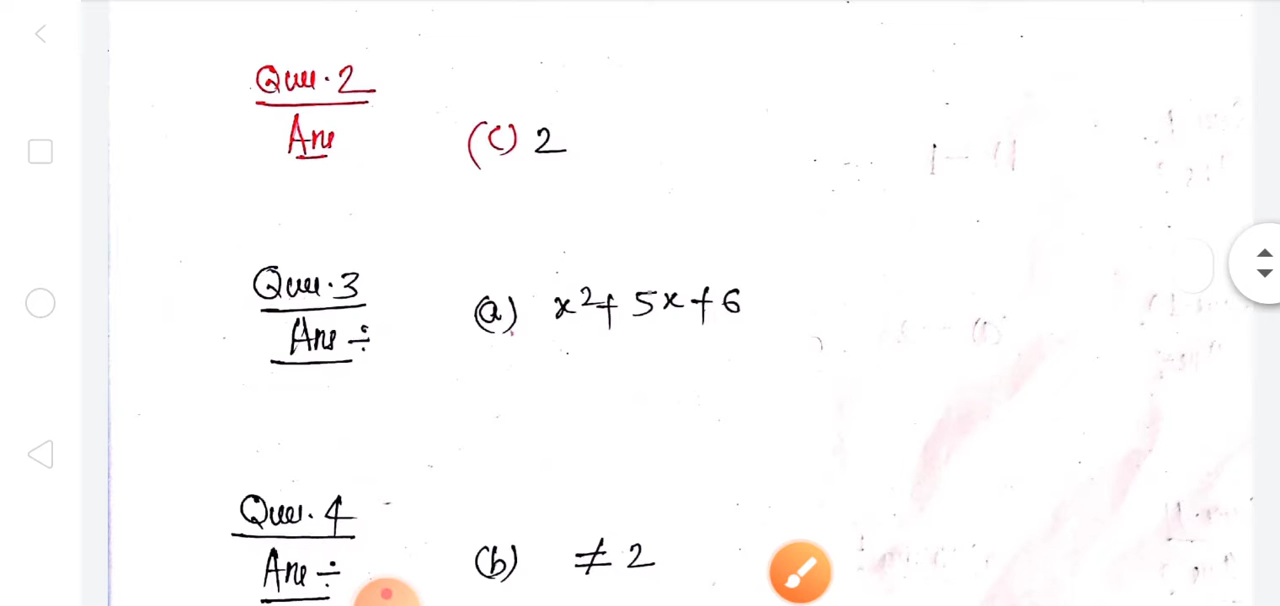 Que. 2
Ans (C) 2
Que. 3
Ans ÷ (a) x²+ 5x+6
Que. 4
Ans ÷ (b) ≠ 2